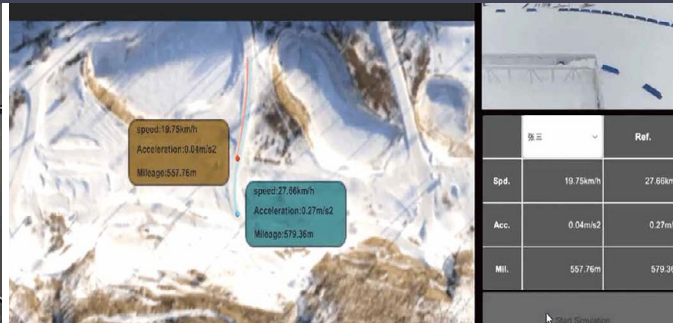 speed:19.75km/h
Acceleration:0.04m/s2
Mileage:557.76m
speed:27.66km/h
Acceleration:0.27m/s2
Mileage:579.36m
张三 Ref.
Spd. 19.75km/h 27.66km
Acc. 0.04m/s2 0.27m/
Mil. 557.76m 579.36
Start Simulation